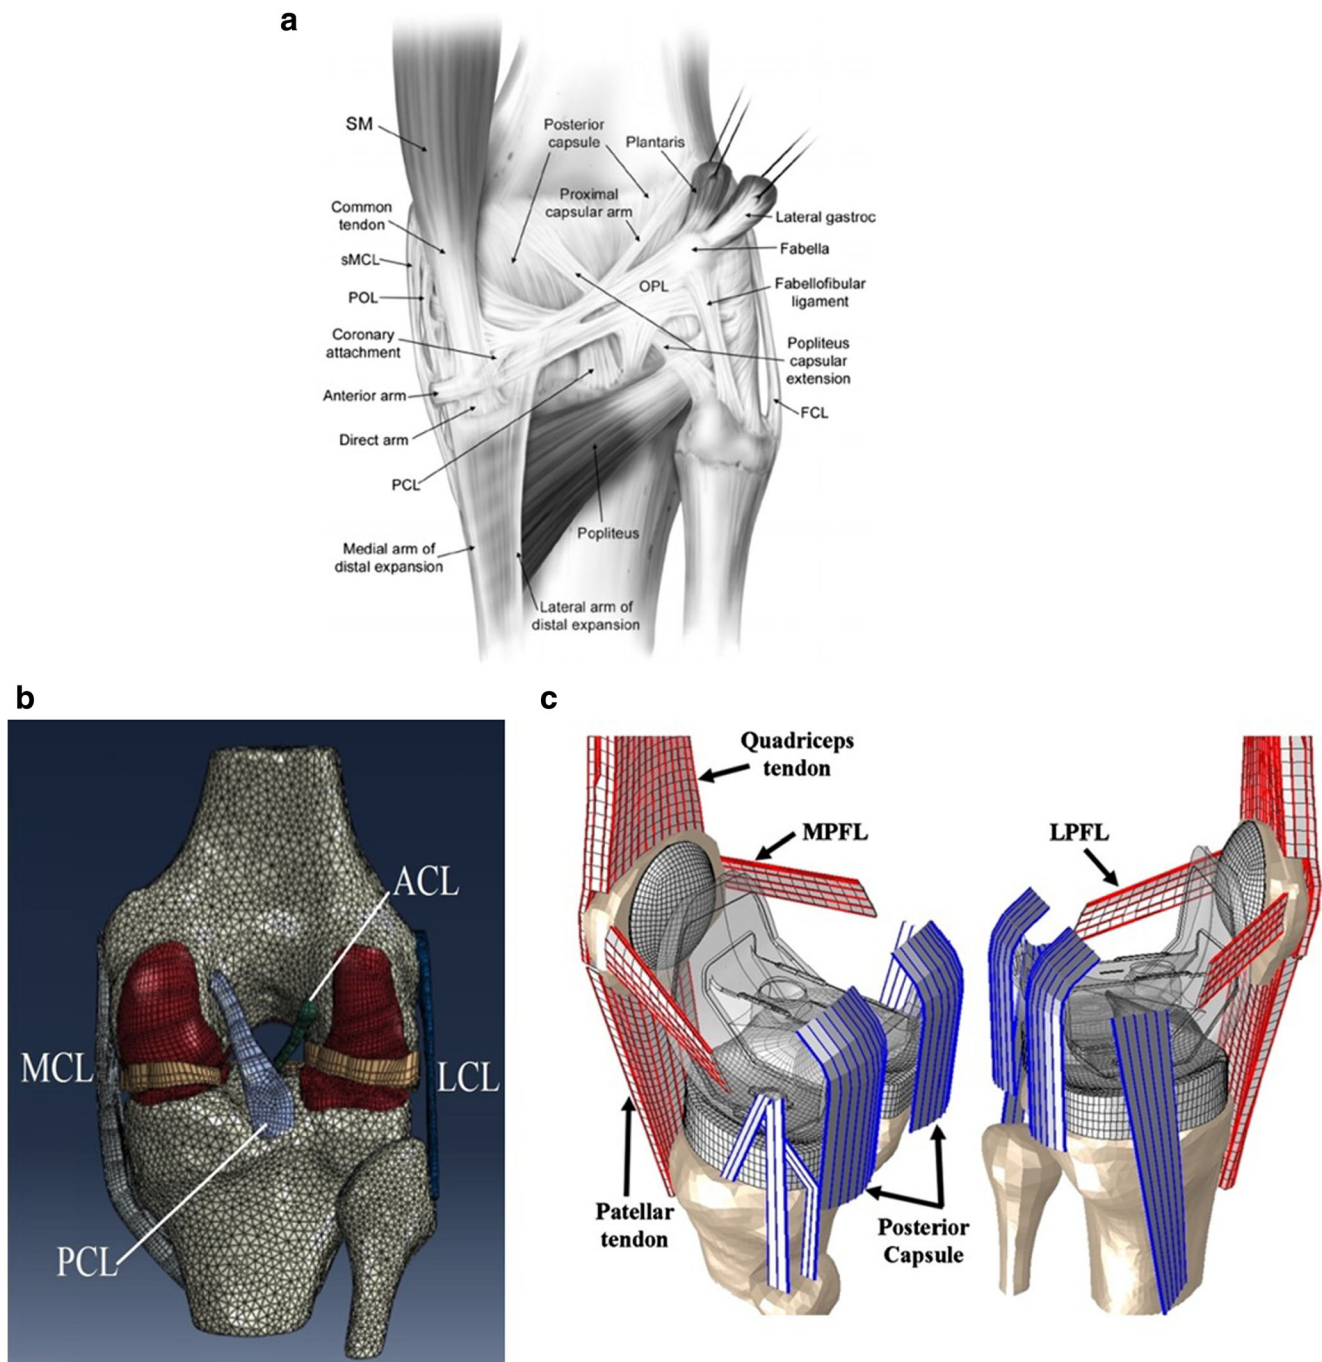 a
SM
Posterior
capsule
Plantaris
Proximal
capsular arm
Common
tendon
Lateral gastroc
sMCL
Fabella
OPL
POL
Fabellofibular
ligament
Coronary
attachment
Popliteus
capsular
extension
Anterior arm
FCL
Direct arm
PCL
Popliteus
Medial arm of
distal expansion
Lateral arm of
distal expansion
b
ACL
MCL
LCL
PCL
c
Quadriceps
tendon
MPFL
LPFL
Patellar
tendon
Posterior
Capsule